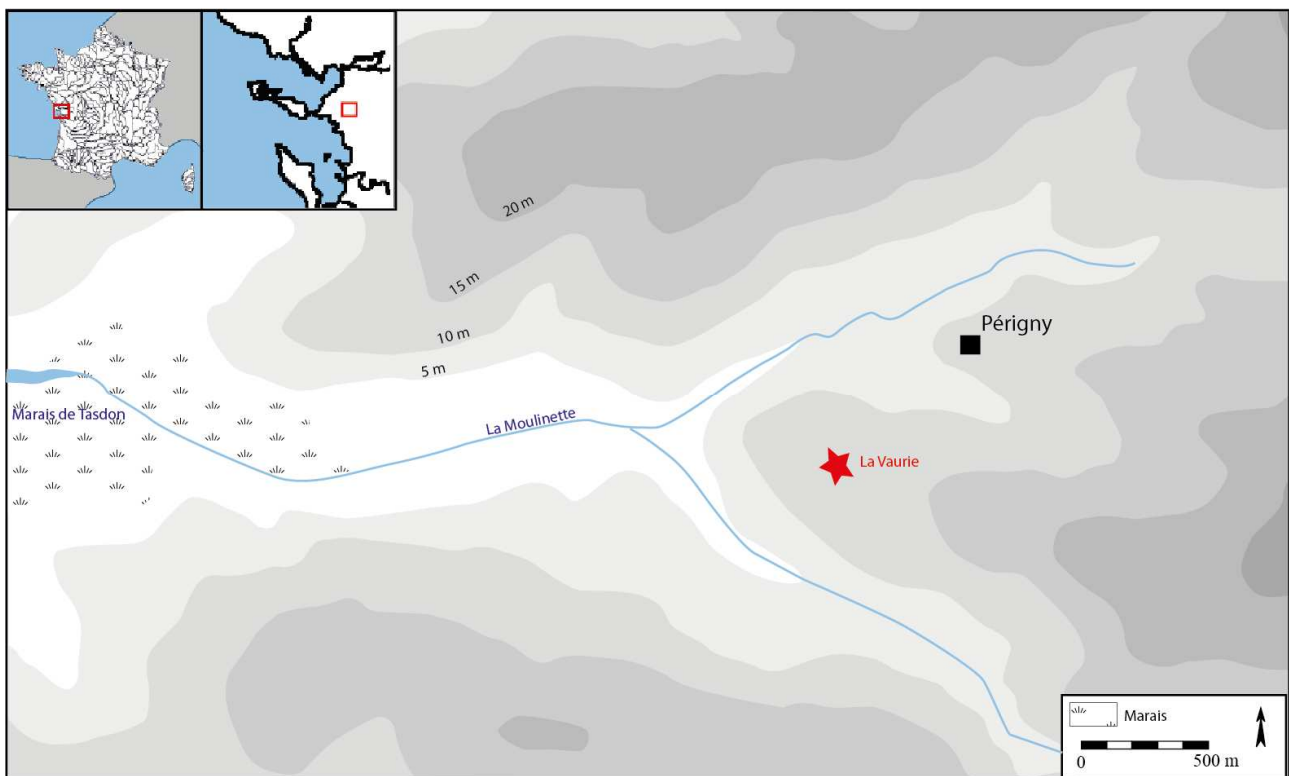 20 m
15 m
10 m
5 m
Périgny
Marais de Tasdon
La Moulinette
La Vaurie
Marais
0 500 m